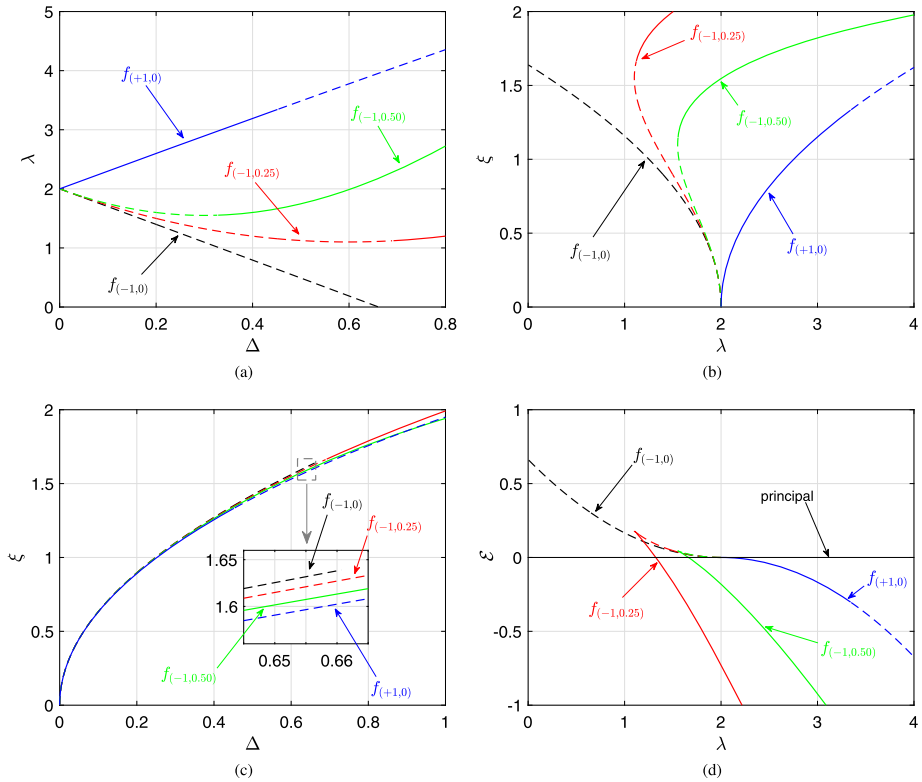 5
4
3
2
1
0
0
0.2
0.4
0.6
0.8
λ
Δ
f(+1,0)
f(−1,0.50)
f(−1,0.25)
f(−1,0)
(a)
2
1.5
1
0.5
0
0
1
2
3
4
ξ
λ
f(−1,0.25)
f(−1,0.50)
f(−1,0)
f(+1,0)
(b)
2
1.5
1
0.5
0
0
0.2
0.4
0.6
0.8
1
ξ
Δ
f(−1,0)
f(−1,0.25)
1.65
1.6
0.65
0.66
f(−1,0.50)
f(+1,0)
(c)
1
0.5
0
-0.5
-1
0
1
2
3
4
ℰ
λ
f(−1,0)
principal
f(+1,0)
f(−1,0.25)
f(−1,0.50)
(d)